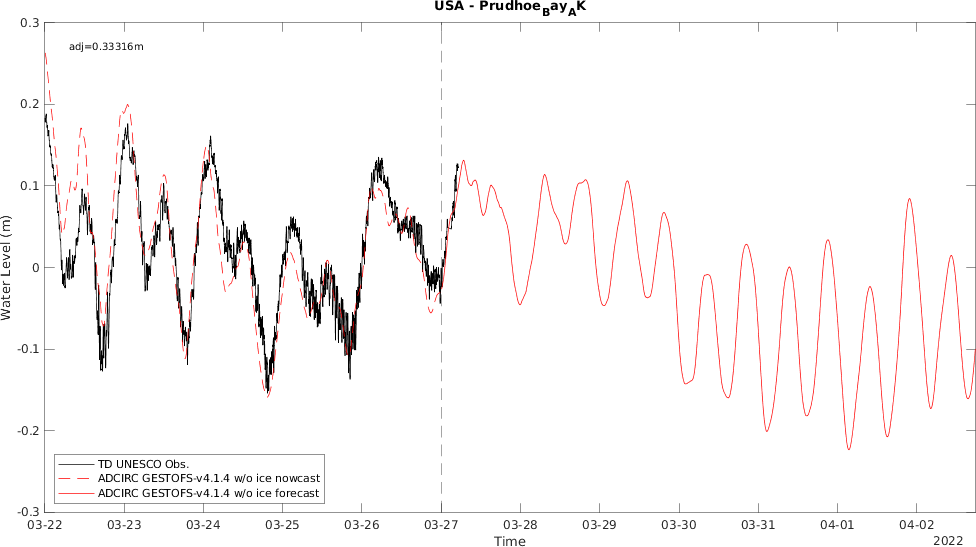 USA - PrudhoeBayAK
adj=0.33316m
Water Level (m)
0.3
0.2
0.1
0
-0.1
-0.2
-0.3
TD UNESCO Obs.
ADCIRC GESTOFS-v4.1.4 w/o ice nowcast
ADCIRC GESTOFS-v4.1.4 w/o ice forecast
03-22 03-23 03-24 03-25 03-26 03-27 03-28 03-29 03-30 03-31 04-01 04-02
Time
2022